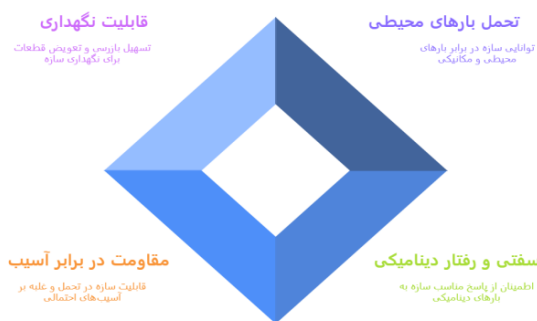 تحمل بارهای محیطی
توانایی سازه در برابر بارهای
محیطی و مکانیکی
قابلیت نگهداری
تسهیل بازرسی و تعویض قطعات
برای نگهداری سازه
سفتی و رفتار دینامیکی
اطمینان از پاسخ مناسب سازه به
بارهای دینامیکی
مقاومت در برابر آسیب
قابلیت سازه در تحمل و غلبه بر
آسیب‌های احتمالی